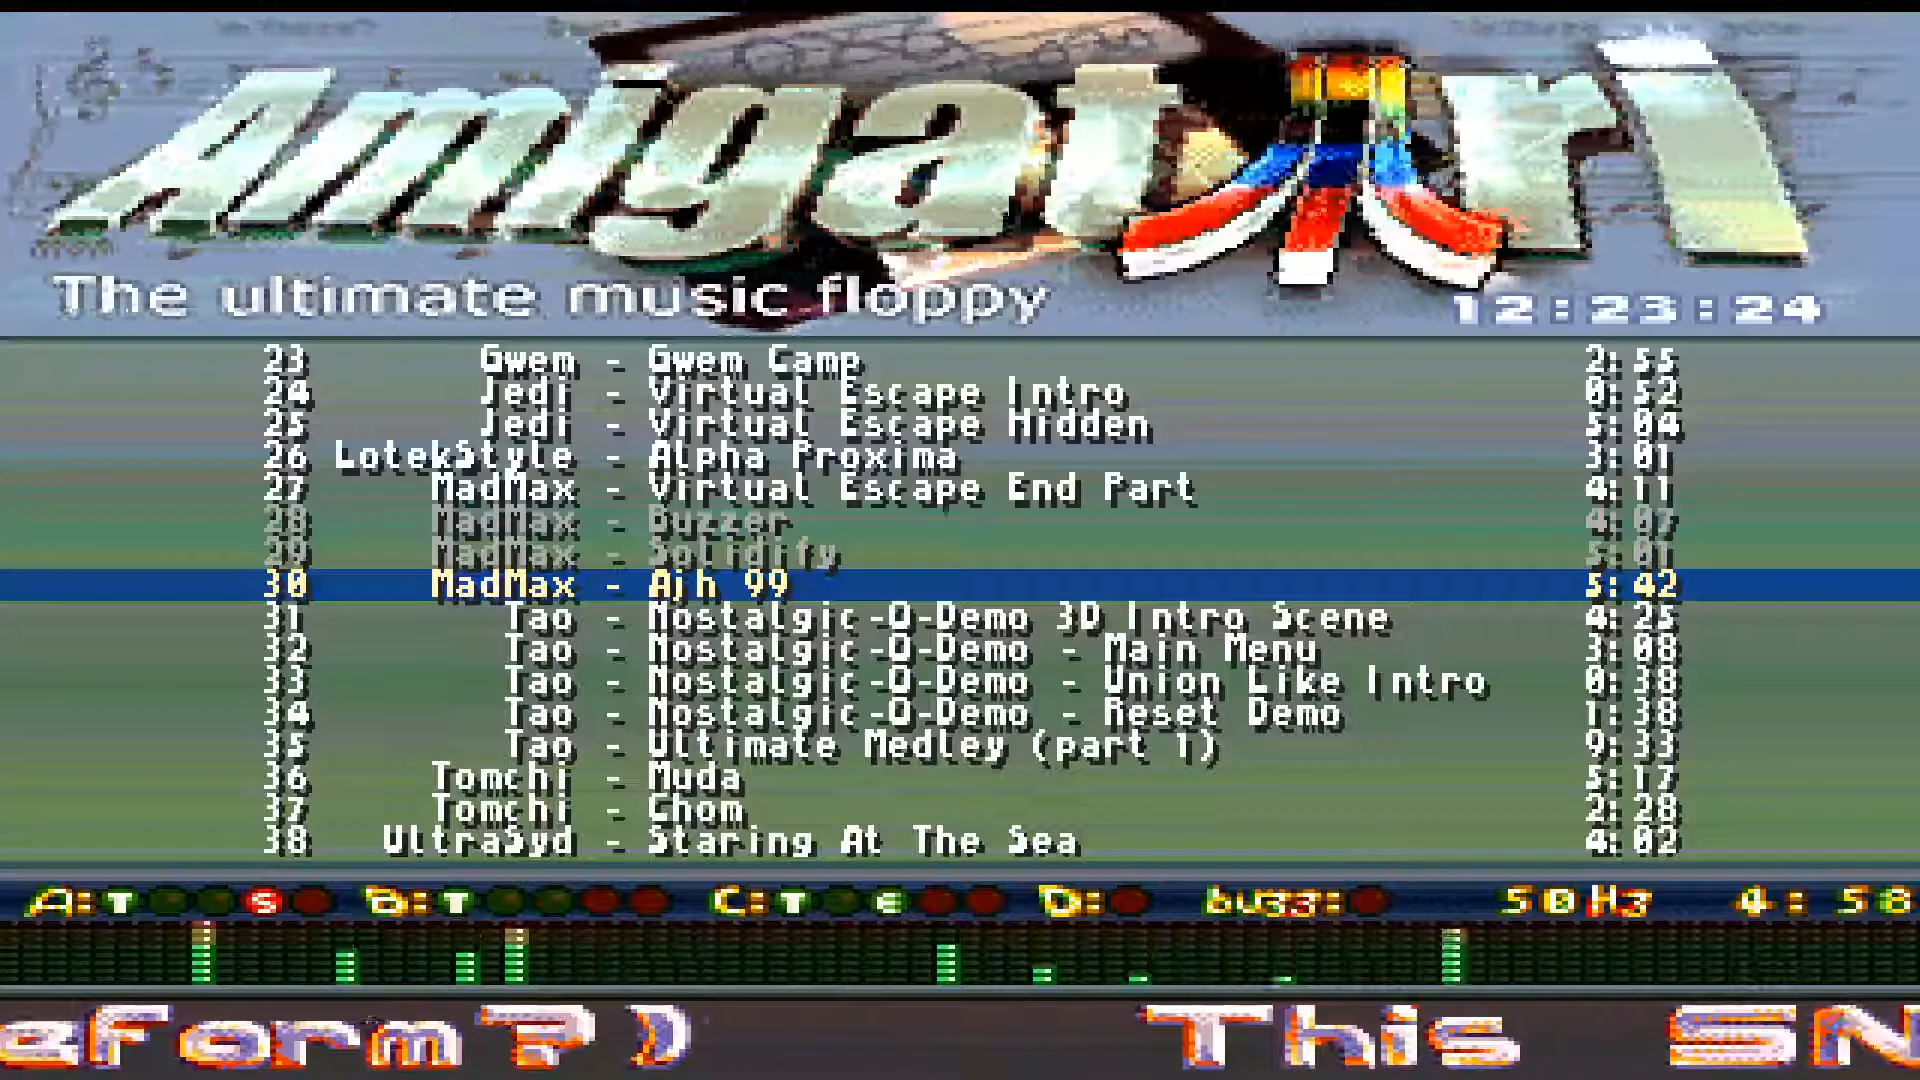 Amigatari
The ultimate music floppy
12:23:24
23 Gwem - Gwem Camp 2:55
24 Jedi - Virtual Escape Intro 0:52
25 Jedi - Virtual Escape Hidden 5:04
26 LotekStyle - Alpha Proxima 3:01
27 MadMax - Virtual Escape End Part 4:11
28 MadMax - Buzzer 4:07
29 MadMax - Solidify 5:01
30 MadMax - Ajh 99 5:42
31 Tao - Nostalgic-O-Demo 3D Intro Scene 4:25
32 Tao - Nostalgic-O-Demo - Main Menu 3:08
33 Tao - Nostalgic-O-Demo - Union Like Intro 0:38
34 Tao - Nostalgic-O-Demo - Reset Demo 1:38
35 Tao - Ultimate Medley (part 1) 9:33
36 Tomchi - Muda 5:17
37 Tomchi - Chom 2:28
38 UltraSyd - Staring At The Sea 4:02
A:T S B:T C:T E D: buzz: 50Hz 4:58
eForm?) This SN